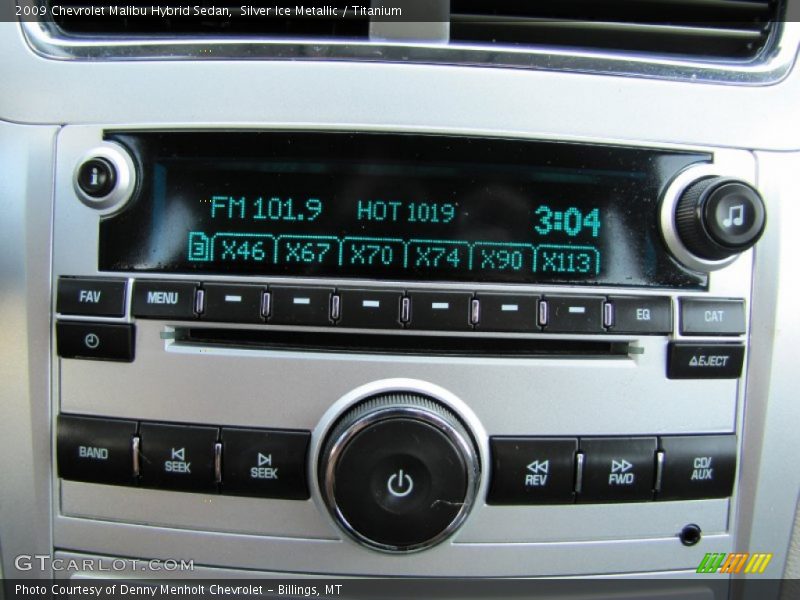 2009 Chevrolet Malibu Hybrid Sedan, Silver Ice Metallic / Titanium
i
FM 101.9 HOT 1019 3:04
3 X46 X67 X70 X74 X90 X113
FAV MENU EQ CAT
EJECT
BAND SEEK SEEK REV FWD CD/AUX
GTCARLOT.COM
Photo Courtesy of Denny Menholt Chevrolet – Billings, MT